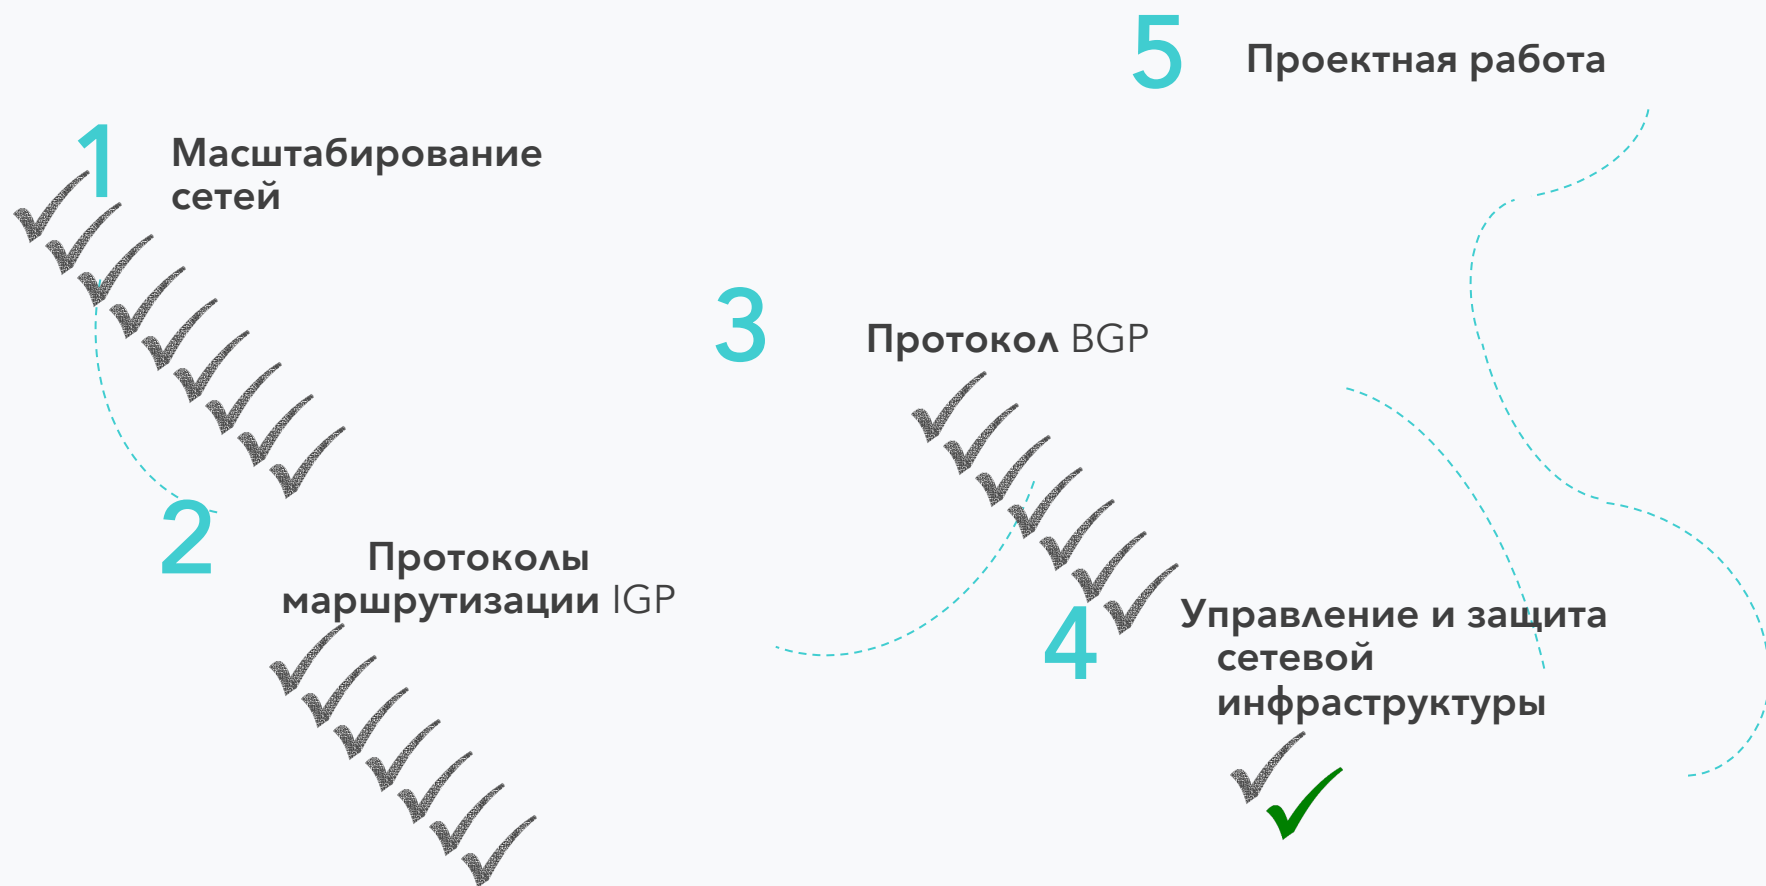 1
Масштабирование
сетей
2
Протоколы
маршрутизации IGP
3
Протокол BGP
4
Управление и защита
сетевой
инфраструктуры
5
Проектная работа